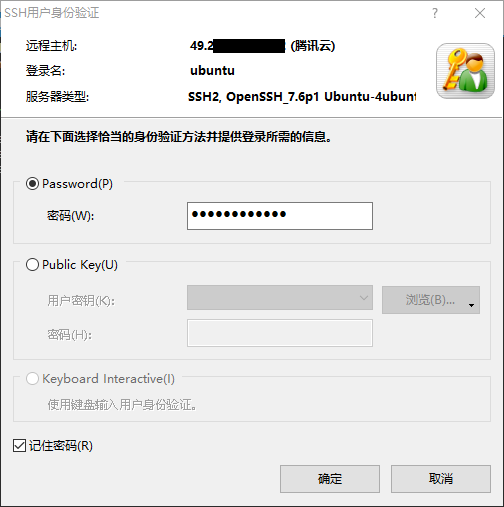 SSH用户身份验证
远程主机: 49.2 (腾讯云)
登录名: ubuntu
服务器类型: SSH2, OpenSSH_7.6p1 Ubuntu-4ubunt
请在下面选择恰当的身份验证方法并提供登录所需的信息。
Password(P)
密码(W): ●●●●●●●●●●●●
Public Key(U)
用户密钥(K): 浏览(B)...
密码(H):
Keyboard Interactive(I)
使用键盘输入用户身份验证。
记住密码(R)
确定 取消